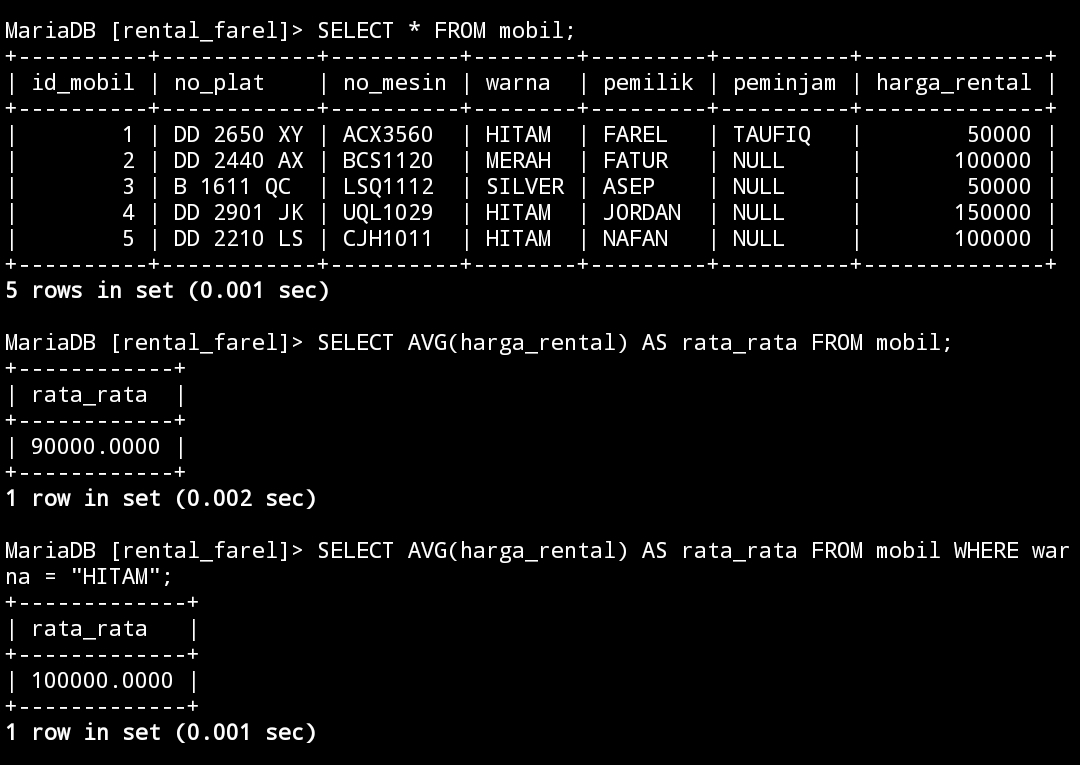 MariaDB [rental_farel]> SELECT * FROM mobil;
+----------+------------+----------+--------+---------+----------+--------------+
| id_mobil | no_plat    | no_mesin | warna  | pemilik | peminjam | harga_rental |
+----------+------------+----------+--------+---------+----------+--------------+
|        1 | DD 2650 XY | ACX3560  | HITAM  | FAREL   | TAUFIQ   |        50000 |
|        2 | DD 2440 AX | BCS1120  | MERAH  | FATUR   | NULL     |       100000 |
|        3 | B 1611 QC  | LSQ1112  | SILVER | ASEP    | NULL     |        50000 |
|        4 | DD 2901 JK | UQL1029  | HITAM  | JORDAN  | NULL     |       150000 |
|        5 | DD 2210 LS | CJH1011  | HITAM  | NAFAN   | NULL     |       100000 |
+----------+------------+----------+--------+---------+----------+--------------+
5 rows in set (0.001 sec)

MariaDB [rental_farel]> SELECT AVG(harga_rental) AS rata_rata FROM mobil;
+------------+
| rata_rata  |
+------------+
| 90000.0000 |
+------------+
1 row in set (0.002 sec)

MariaDB [rental_farel]> SELECT AVG(harga_rental) AS rata_rata FROM mobil WHERE war
na = "HITAM";
+-------------+
| rata_rata   |
+-------------+
| 100000.0000 |
+-------------+
1 row in set (0.001 sec)